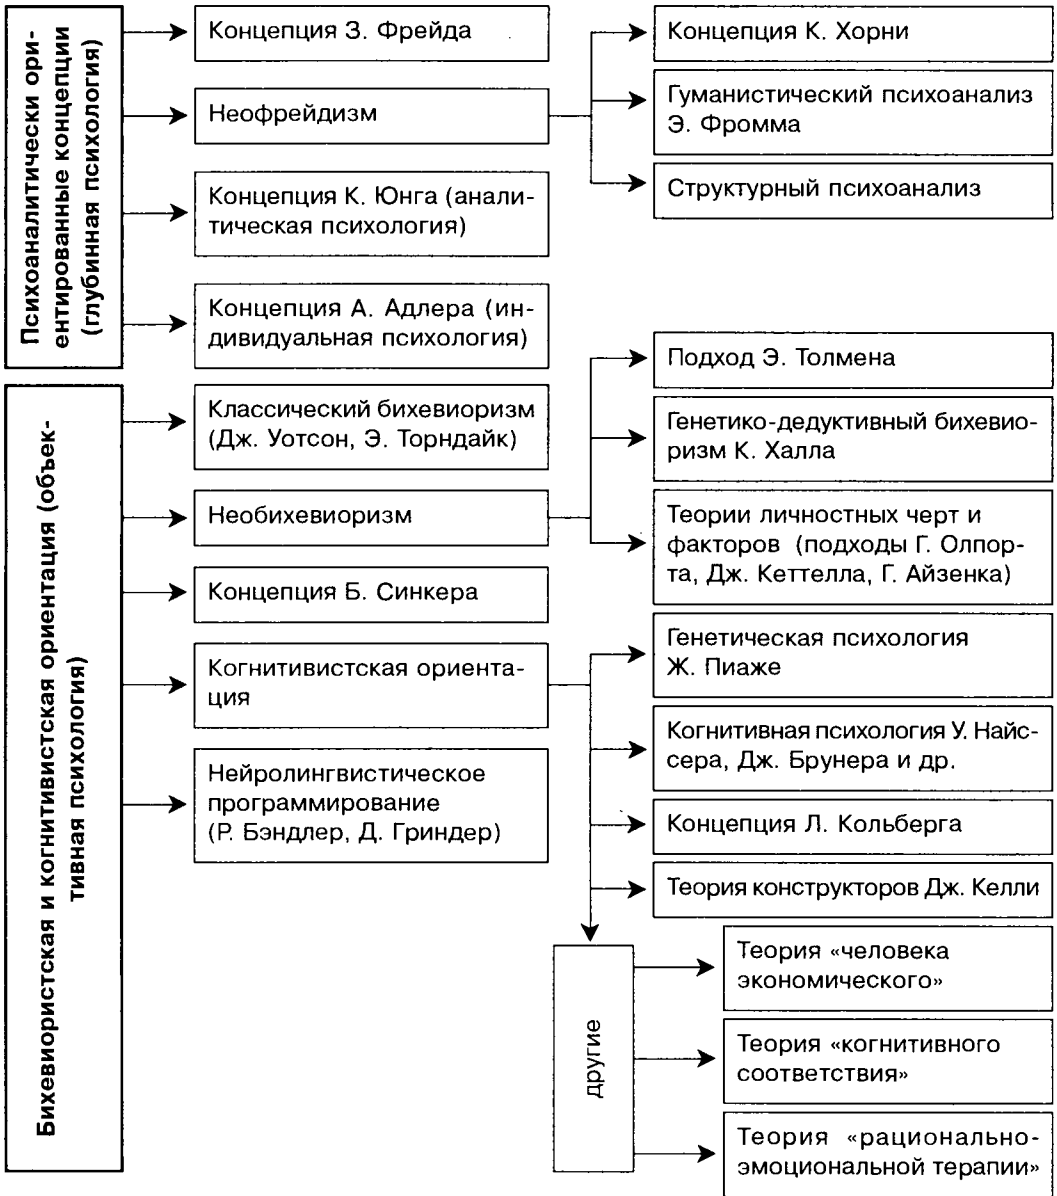 Психоаналитически ори-
ентированные концепции
(глубинная психология)
Концепция З. Фрейда
Неофрейдизм
Концепция К. Юнга (анали-
тическая психология)
Концепция А. Адлера (ин-
дивидуальная психология)
Концепция К. Хорни
Гуманистический психоанализ
Э. Фромма
Структурный психоанализ
Бихевиористская и когнитивистская ориентация (объек-
тивная психология)
Классический бихевиоризм
(Дж. Уотсон, Э. Торндайк)
Необихевиоризм
Концепция Б. Синкера
Когнитивистская ориента-
ция
Нейролингвистическое
программирование
(Р. Бэндлер, Д. Гриндер)
Подход Э. Толмена
Генетико-дедуктивный бихевио-
ризм К. Халла
Теории личностных черт и
факторов (подходы Г. Олпор-
та, Дж. Кеттелла, Г. Айзенка)
Генетическая психология
Ж. Пиаже
Когнитивная психология У. Найс-
сера, Дж. Брунера и др.
Концепция Л. Кольберга
Теория конструкторов Дж. Келли
другие
Теория «человека
экономического»
Теория «когнитивного
соответствия»
Теория «рационально-
эмоциональной терапии»